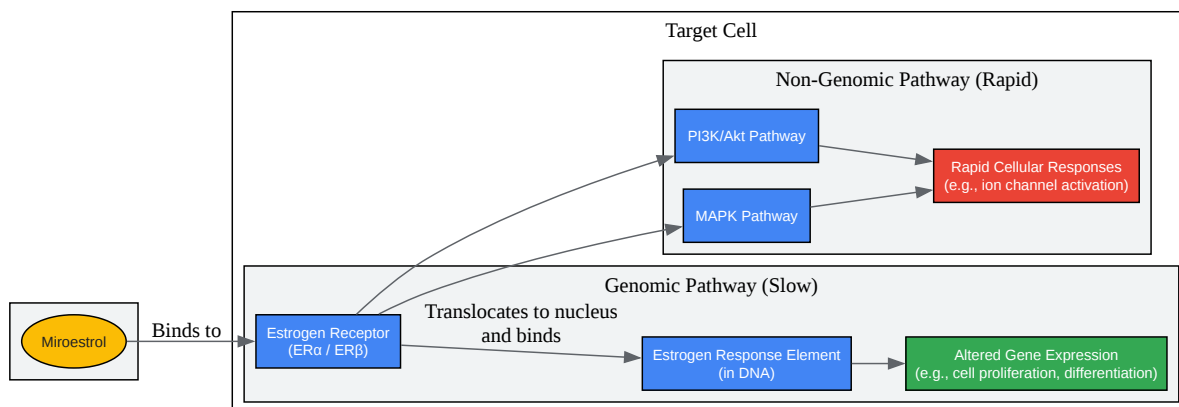 Target Cell
Non-Genomic Pathway (Rapid)
PI3K/Akt Pathway
Rapid Cellular Responses
(e.g., ion channel activation)
MAPK Pathway
Genomic Pathway (Slow)
Miroestrol
Binds to
Estrogen Receptor
(ERα / ERβ)
Translocates to nucleus
and binds
Estrogen Response Element
(in DNA)
Altered Gene Expression
(e.g., cell proliferation, differentiation)